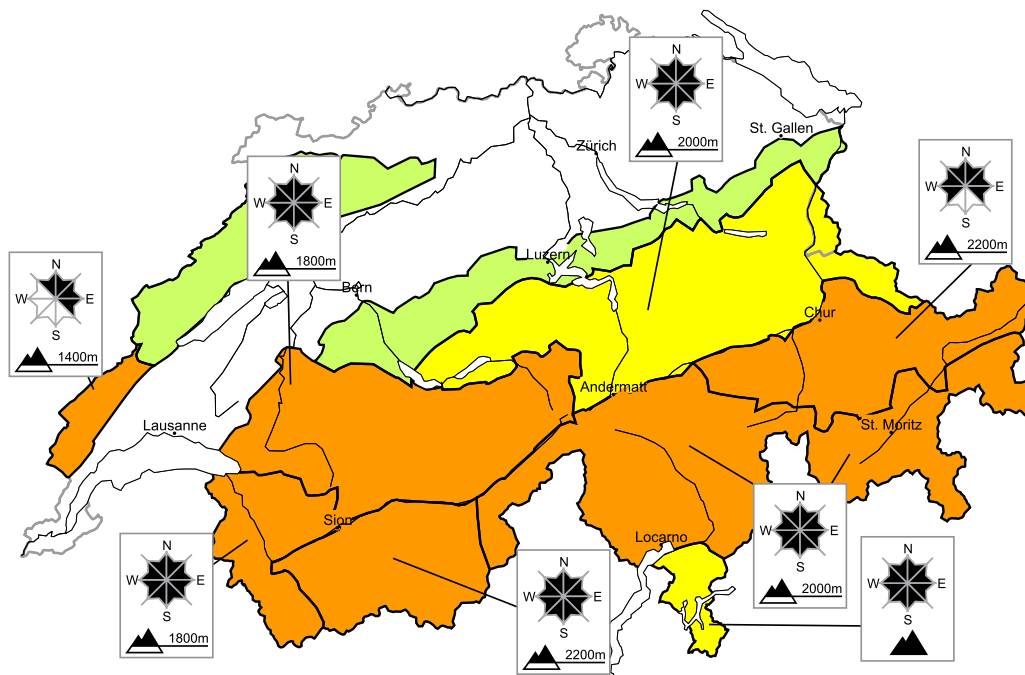 N
W E
S
2000m
St. Gallen
Zürich
N
W E
S
2200m
N
W E
S
1800m
Luzern
Bern
N
W E
S
1400m
Chur
Andermatt
Lausanne
St. Moritz
Sion
Locarno
N
W E
S
2000m
N
W E
S
1800m
N
W E
S
2200m
N
W E
S